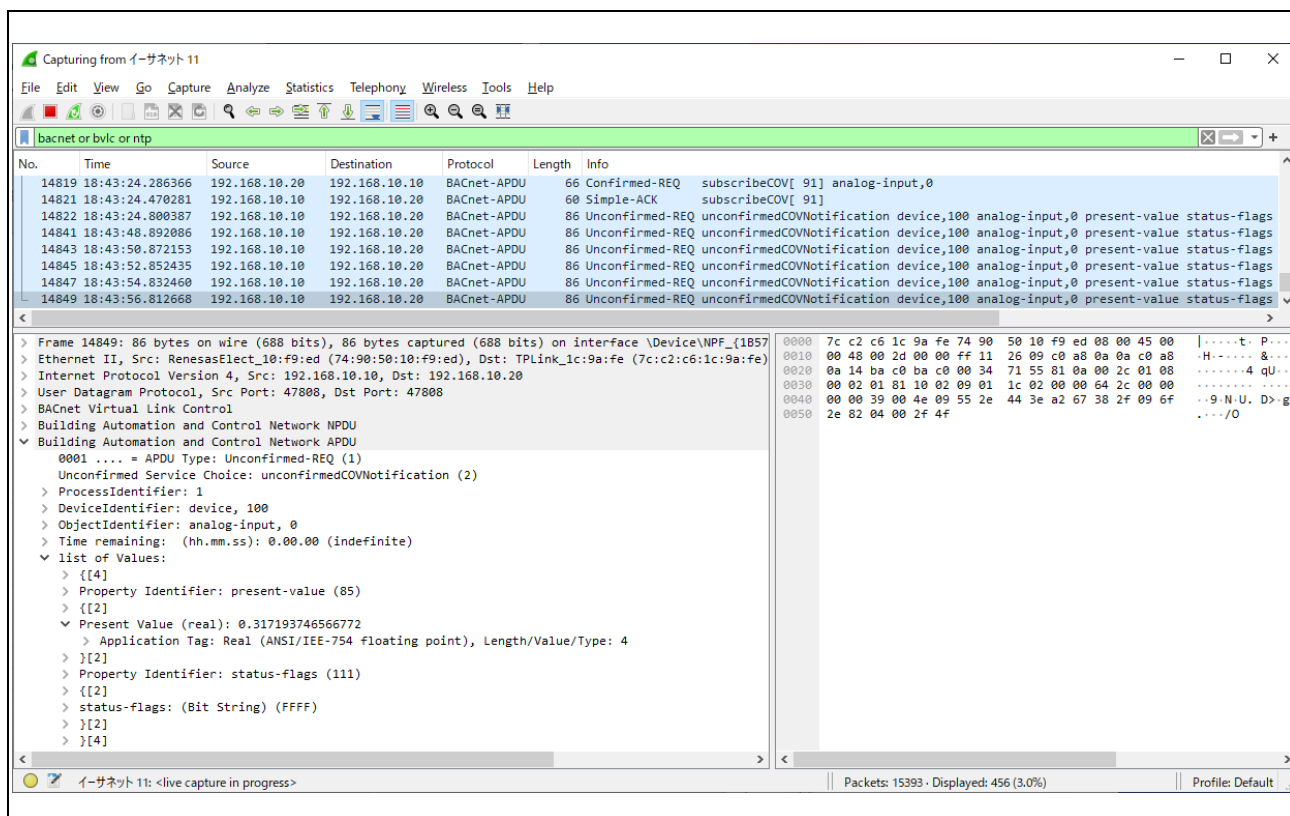 Capturing from イーサネット 11
File Edit View Go Capture Analyze Statistics Telephony Wireless Tools Help
bacnet or bvlc or ntp
No. Time Source Destination Protocol Length Info
14819 18:43:24.286366 192.168.10.20 192.168.10.10 BACnet-APDU 66 Confirmed-REQ subscribeCOV[ 91] analog-input,0
14821 18:43:24.470281 192.168.10.10 192.168.10.20 BACnet-APDU 60 Simple-ACK subscribeCOV[ 91]
14822 18:43:24.800387 192.168.10.10 192.168.10.20 BACnet-APDU 86 Unconfirmed-REQ unconfirmedCOVNotification device,100 analog-input,0 present-value status-flags
14841 18:43:48.892086 192.168.10.10 192.168.10.20 BACnet-APDU 86 Unconfirmed-REQ unconfirmedCOVNotification device,100 analog-input,0 present-value status-flags
14843 18:43:50.872153 192.168.10.10 192.168.10.20 BACnet-APDU 86 Unconfirmed-REQ unconfirmedCOVNotification device,100 analog-input,0 present-value status-flags
14845 18:43:52.852435 192.168.10.10 192.168.10.20 BACnet-APDU 86 Unconfirmed-REQ unconfirmedCOVNotification device,100 analog-input,0 present-value status-flags
14847 18:43:54.832460 192.168.10.10 192.168.10.20 BACnet-APDU 86 Unconfirmed-REQ unconfirmedCOVNotification device,100 analog-input,0 present-value status-flags
14849 18:43:56.812668 192.168.10.10 192.168.10.20 BACnet-APDU 86 Unconfirmed-REQ unconfirmedCOVNotification device,100 analog-input,0 present-value status-flags
> Frame 14849: 86 bytes on wire (688 bits), 86 bytes captured (688 bits) on interface \Device\NPF_{1B57
> Ethernet II, Src: RenesasElect_10:f9:ed (74:90:50:10:f9:ed), Dst: TPLink_1c:9a:fe (7c:c2:c6:1c:9a:fe)
> Internet Protocol Version 4, Src: 192.168.10.10, Dst: 192.168.10.20
> User Datagram Protocol, Src Port: 47808, Dst Port: 47808
> BACnet Virtual Link Control
> Building Automation and Control Network NPDU
Building Automation and Control Network APDU
0001 .... = APDU Type: Unconfirmed-REQ (1)
Unconfirmed Service Choice: unconfirmedCOVNotification (2)
> ProcessIdentifier: 1
> DeviceIdentifier: device, 100
> ObjectIdentifier: analog-input, 0
> Time remaining: (hh.mm.ss): 0.00.00 (indefinite)
list of Values:
> {[4]
> Property Identifier: present-value (85)
> {[2]
Present Value (real): 0.317193746566772
> Application Tag: Real (ANSI/IEE-754 floating point), Length/Value/Type: 4
> }[2]
> Property Identifier: status-flags (111)
> {[2]
> status-flags: (Bit String) (FFFF)
> }[2]
> }[4]
0000 7c c2 c6 1c 9a fe 74 90 50 10 f9 ed 08 00 45 00 |·····t· P·····E·
0010 00 48 00 2d 00 00 ff 11 26 09 c0 a8 0a 0a c0 a8 ·H·-···· &·······
0020 0a 14 ba c0 ba c0 00 34 71 55 81 0a 00 2c 01 08 ·······4 qU···,··
0030 00 02 01 81 10 02 09 01 1c 02 00 00 64 2c 00 00 ········ ····d,··
0040 00 00 39 00 4e 09 55 2e 44 3e a2 67 38 2f 09 6f ··9·N·U. D>·g8/·o
0050 2e 82 04 00 2f 4f .···/O
イーサネット 11: <live capture in progress>
Packets: 15393 · Displayed: 456 (3.0%)
Profile: Default